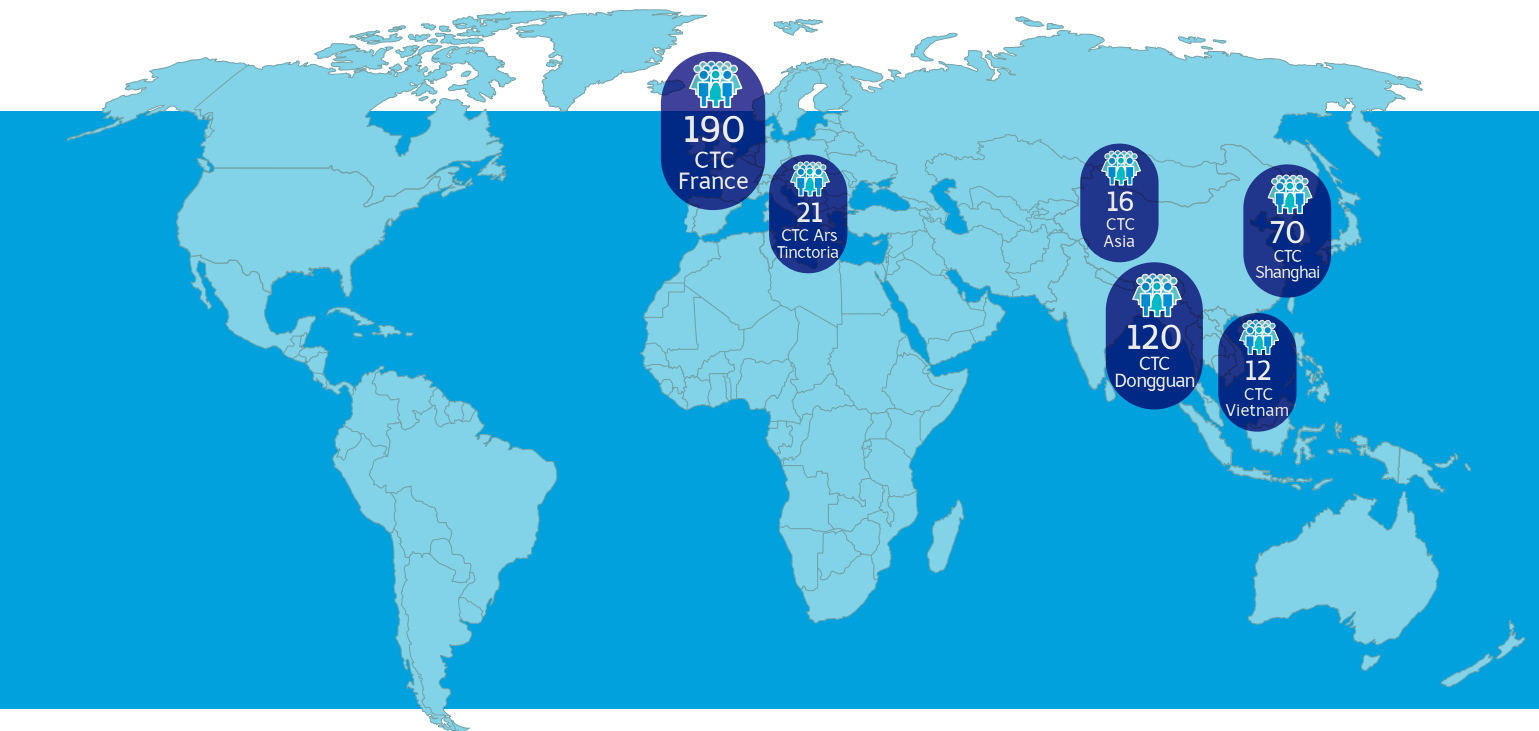 190
CTC
France
21
CTC Ars
Tinctoria
16
CTC
Asia
70
CTC
Shanghai
120
CTC
Dongguan
12
CTC
Vietnam